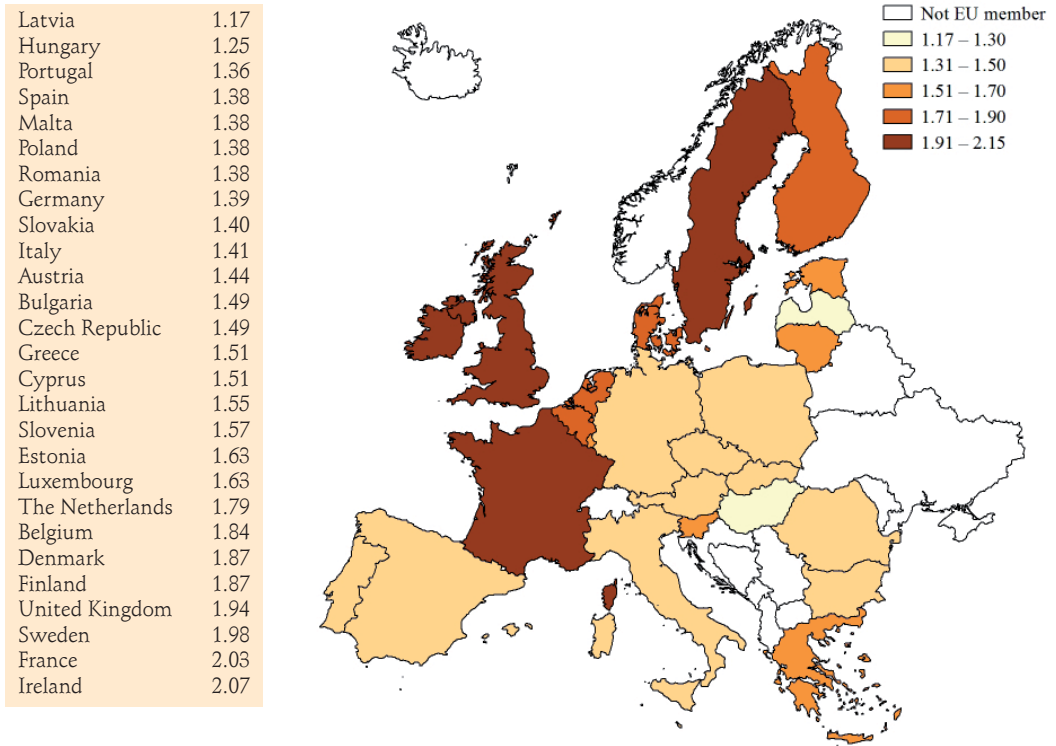 Latvia 1.17
Hungary 1.25
Portugal 1.36
Spain 1.38
Malta 1.38
Poland 1.38
Romania 1.38
Germany 1.39
Slovakia 1.40
Italy 1.41
Austria 1.44
Bulgaria 1.49
Czech Republic 1.49
Greece 1.51
Cyprus 1.51
Lithuania 1.55
Slovenia 1.57
Estonia 1.63
Luxembourg 1.63
The Netherlands 1.79
Belgium 1.84
Denmark 1.87
Finland 1.87
United Kingdom 1.94
Sweden 1.98
France 2.03
Ireland 2.07
Not EU member
1.17 – 1.30
1.31 – 1.50
1.51 – 1.70
1.71 – 1.90
1.91 – 2.15